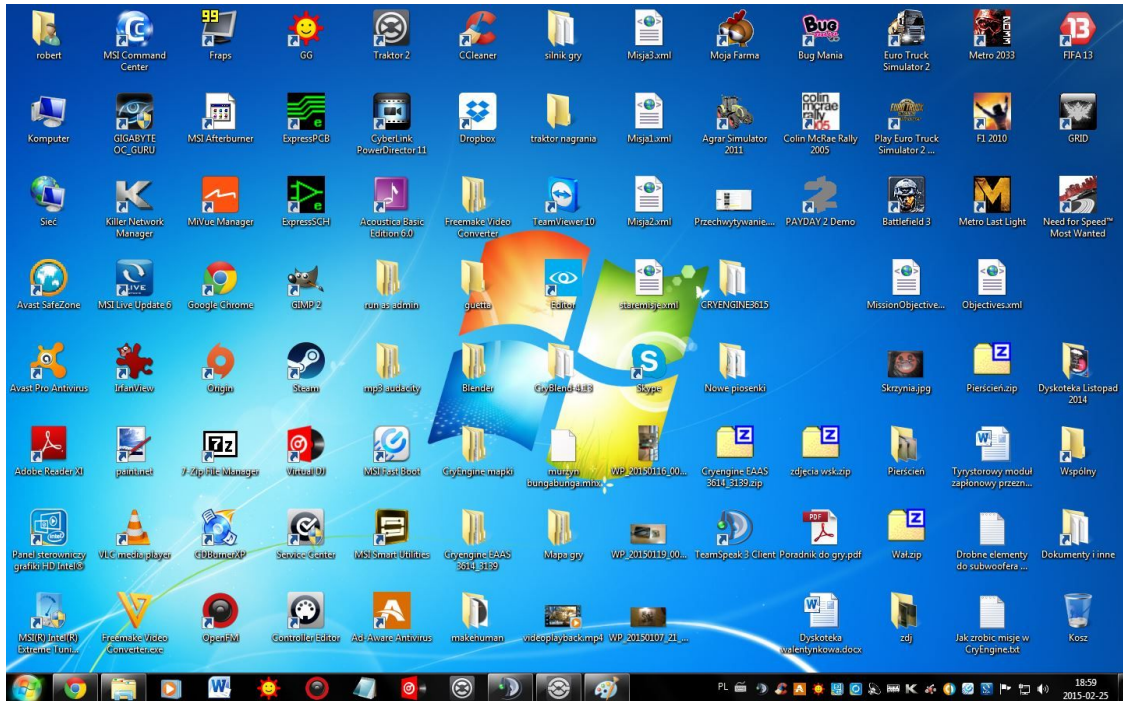 robert
MSI Command
Center
Fraps
GG
Traktor 2
CCleaner
silnik gry
Misja3.xml
Moja Farma
Bug Mania
Euro Truck
Simulator 2
Metro 2033
FIFA 13
Komputer
GIGABYTE
OC_GURU
MSI Afterburner
ExpressPCB
CyberLink
PowerDirector 11
Dropbox
traktor nagrania
Misja1.xml
Agrar Simulator
2011
Colin McRae Rally
2005
Play Euro Truck
Simulator 2 ...
F1 2010
GRID
Sieć
Killer Network
Manager
MiVue Manager
ExpressSCH
Acoustica Basic
Edition 6.0
Freemake Video
Converter
TeamViewer 10
Misja2.xml
Przechwytywanie....
PAYDAY 2 Demo
Battlefield 3
Metro Last Light
Need for Speed™
Most Wanted
Avast SafeZone
MSI Live Update 6
Google Chrome
GIMP 2
run as admin
guetta
Editor
staremisje.xml
CRYENGINE3615
MissionObjective...
Objectives.xml
Avast Pro Antivirus
IrfanView
Origin
Steam
mp3 audacity
Blender
CryBlend-4.13
Skype
Nowe piosenki
Skrzynia.jpg
Pierścień.zip
Dyskoteka Listopad
2014
Adobe Reader XI
paintnet
7-Zip File Manager
Virtual DJ
MSI Fast Boot
CryEngine mapki
murzyn
bungabunga.mhx
WP_20150116_00...
Cryengine EAAS
3614_3139.zip
zdjęcia wsk.zip
Pierścień
Tyrystorowy moduł
zapłonowy przezn...
Wspólny
Panel sterowniczy
grafiki HD Intel®
VLC media player
CDBurnerXP
Service Center
MSI Smart Utilities
Cryengine EAAS
3614_3139
Mapa gry
WP_20150119_00...
TeamSpeak 3 Client
Poradnik do gry.pdf
Wał.zip
Drobne elementy
do subwoofera ...
Dokumenty i inne
MSI(R) Intel(R)
Extreme Tuni...
Freemake Video
Converter.exe
OpenFM
Controller Editor
Ad-Aware Antivirus
makehuman
videoplayback.mp4
WP_20150107_21_...
Dyskoteka
walentynkowa.docx
zdj
Jak zrobic misje w
CryEngine.txt
Kosz
PL
18:59
2015-02-25